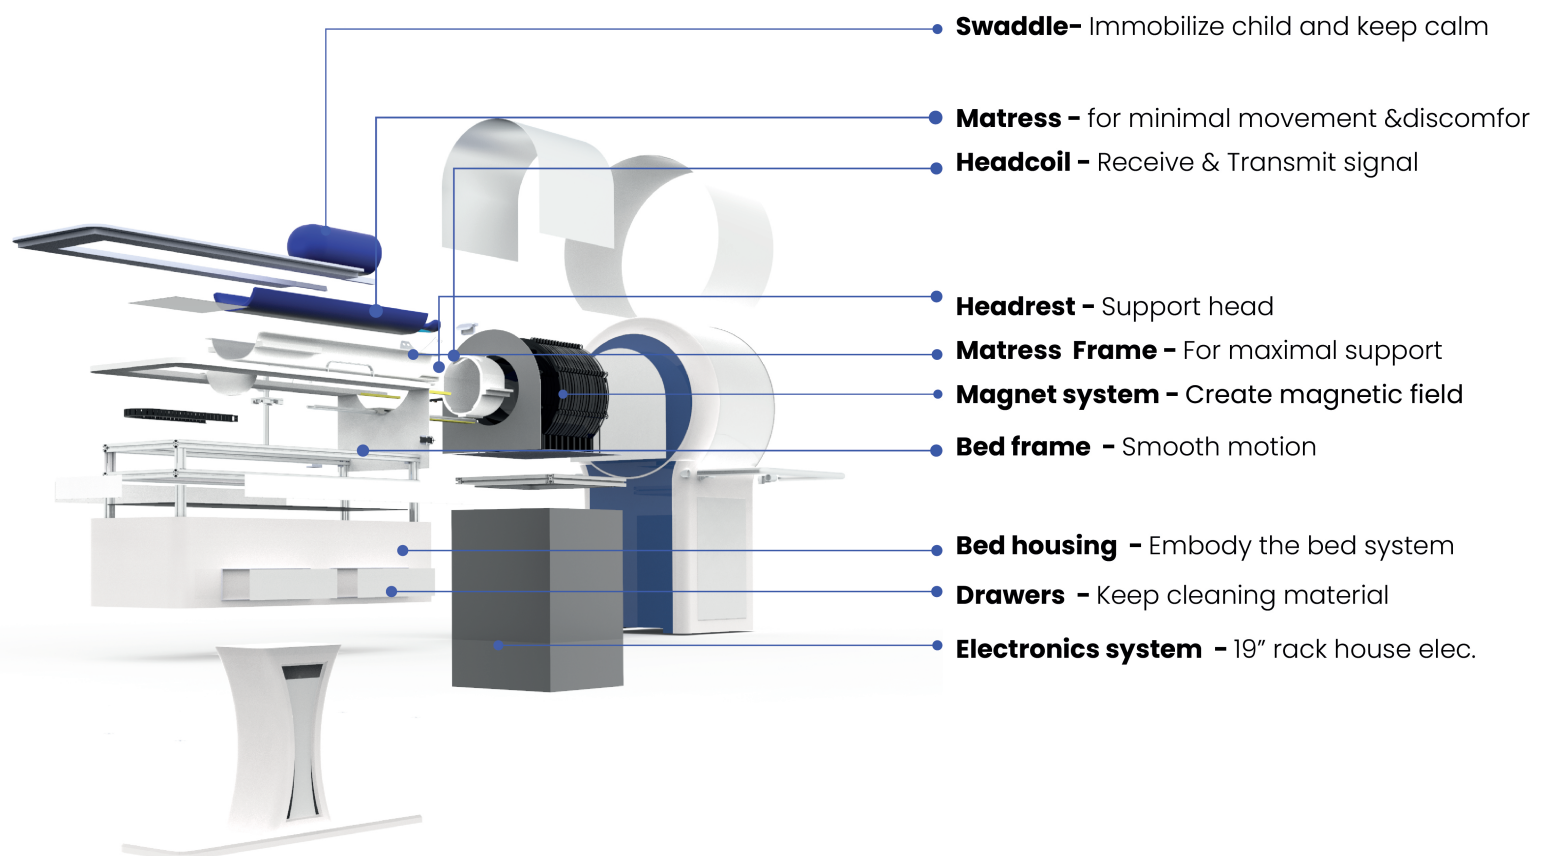 Swaddle- Immobilize child and keep calm
Matress - for minimal movement &discomfor
Headcoil - Receive & Transmit signal
Headrest - Support head
Matress Frame - For maximal support
Magnet system - Create magnetic field
Bed frame - Smooth motion
Bed housing - Embody the bed system
Drawers - Keep cleaning material
Electronics system - 19” rack house elec.